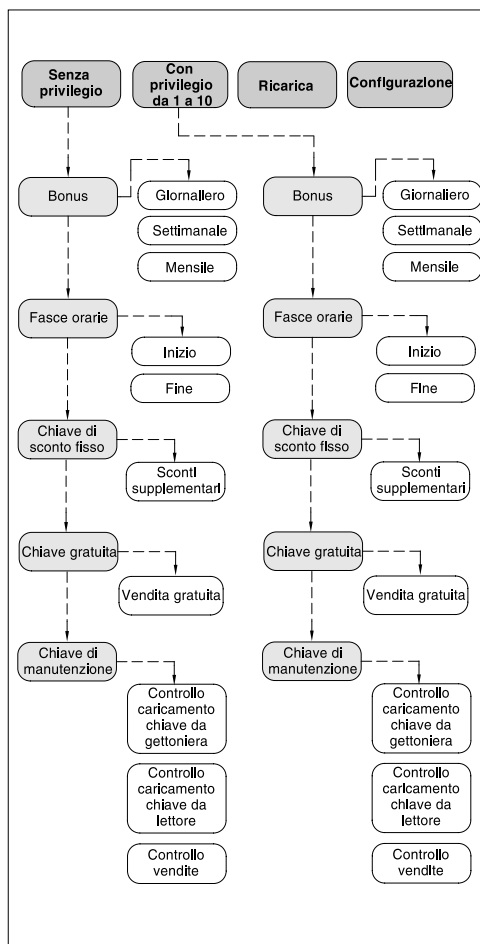 Senza
privilegio
Con
privilegio
da 1 a 10
Ricarica
Configurazione
Bonus
Giornaliero
Settimanale
Mensile
Fasce orarie
Inizio
Fine
Chiave di
sconto fisso
Sconti
supplementari
Chiave gratuita
Vendita gratuita
Chiave di
manutenzione
Controllo
caricamento
chiave da
gettoniera
Controllo
caricamento
chiave da
lettore
Controllo
vendite
Bonus
Giornaliero
Settimanale
Mensile
Fasce orarie
Inizio
Fine
Chiave di
sconto fisso
Sconti
supplementari
Chiave gratuita
Vendita gratuita
Chiave di
manutenzione
Controllo
caricamento
chiave da
gettoniera
Controllo
caricamento
chiave da
lettore
Controllo
vendite